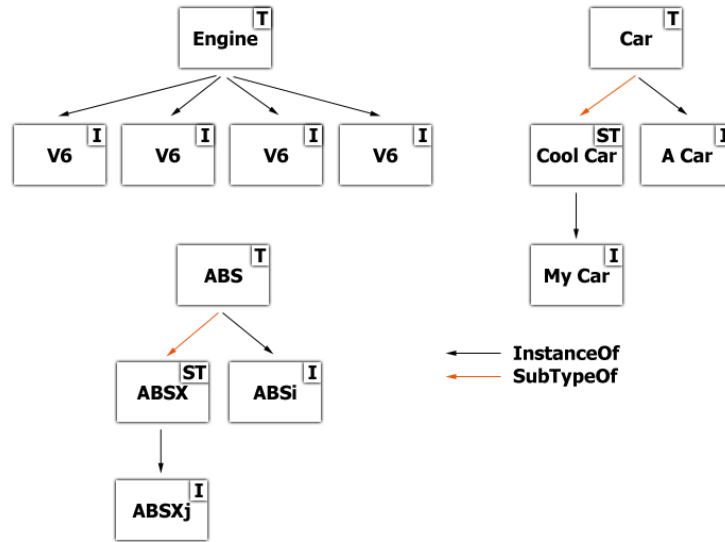 T
Engine
T
Car
I
V6
I
V6
I
V6
I
V6
ST
Cool Car
I
A Car
T
ABS
I
My Car
InstanceOf
SubTypeOf
ST
ABSX
I
ABSi
I
ABSXj